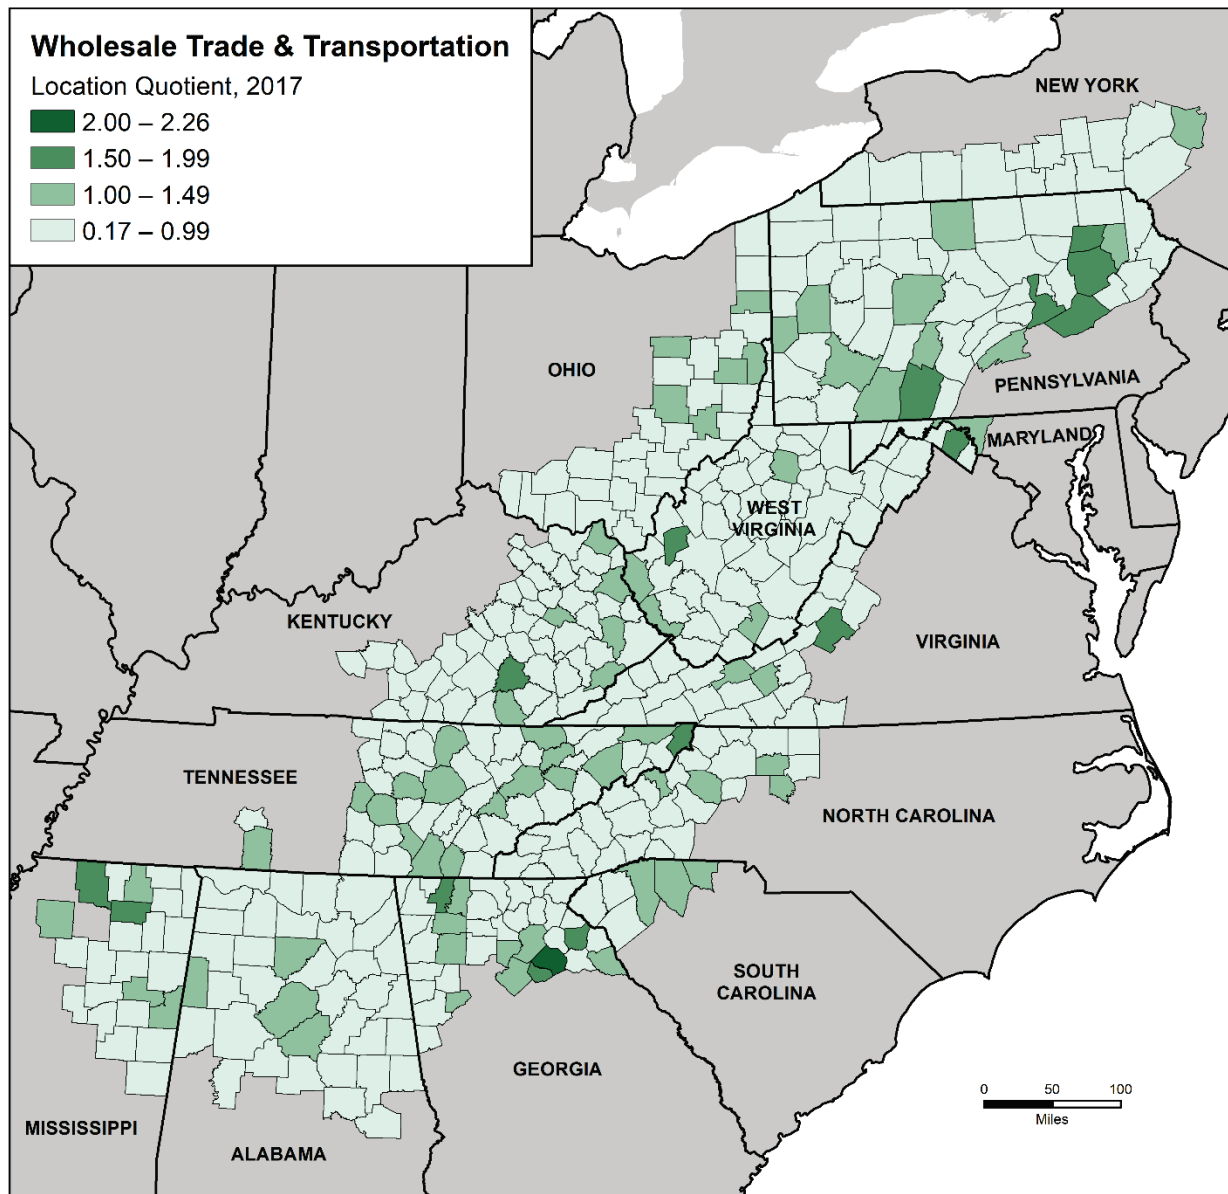 Wholesale Trade & Transportation
Location Quotient, 2017
2.00 – 2.26
1.50 – 1.99
1.00 – 1.49
0.17 – 0.99
NEW YORK
OHIO
PENNSYLVANIA
MARYLAND
WEST
VIRGINIA
KENTUCKY
VIRGINIA
TENNESSEE
NORTH CAROLINA
SOUTH
CAROLINA
GEORGIA
MISSISSIPPI
ALABAMA
0 50 100
Miles